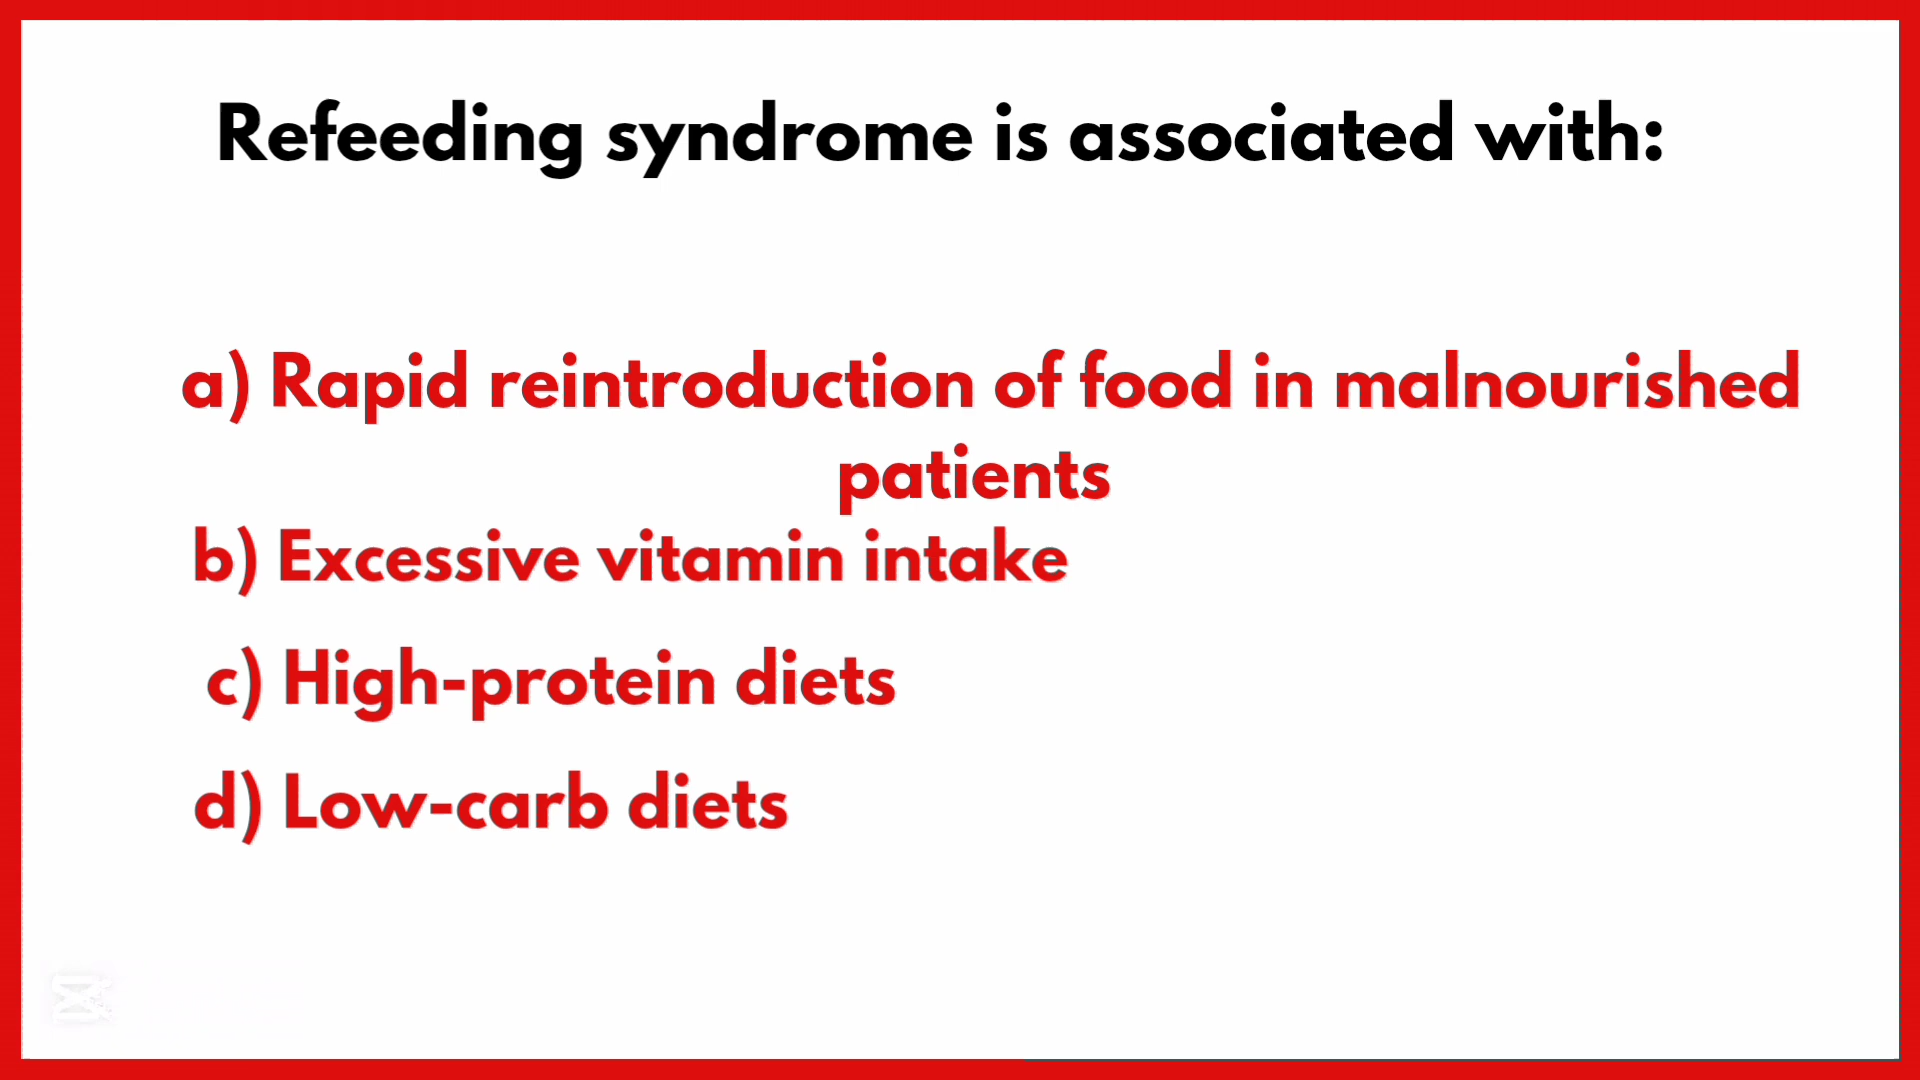 Refeeding syndrome is associated with:
a) Rapid reintroduction of food in malnourished
patients
b) Excessive vitamin intake
c) High-protein diets
d) Low-carb diets